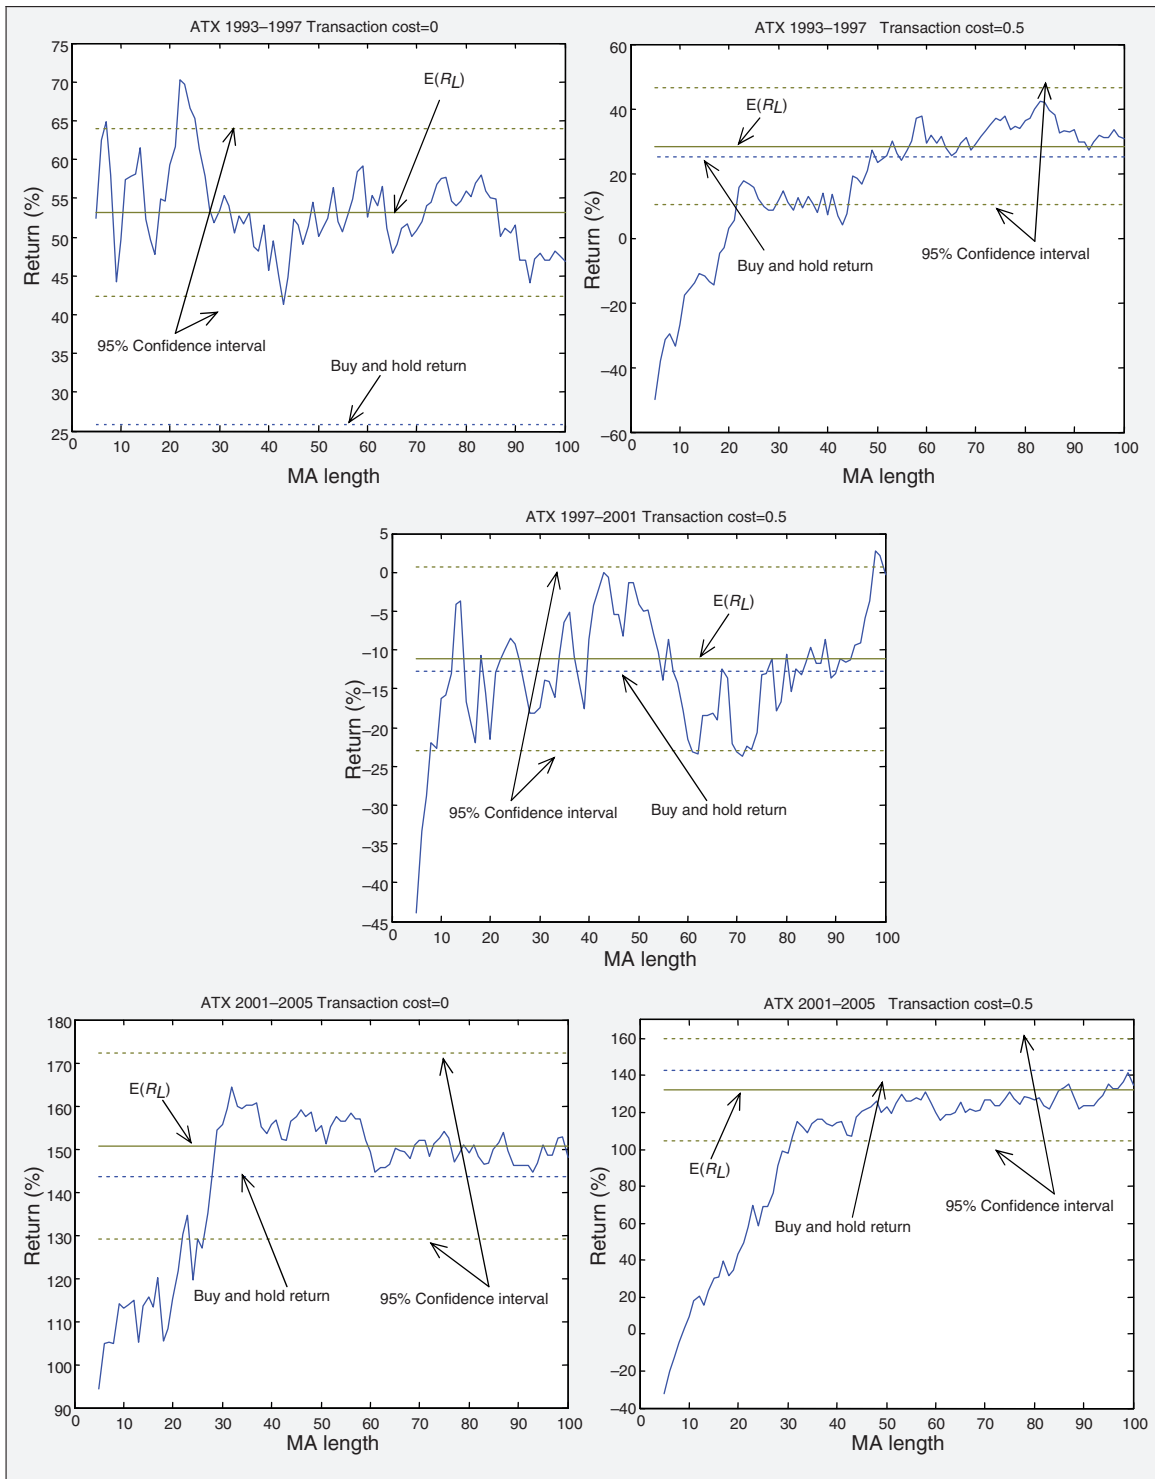 ATX 1993–1997 Transaction cost=0
75
70
65
60
55
50
45
40
35
30
25
0 10 20 30 40 50 60 70 80 90 100
Return (%)
MA length
E(RL)
95% Confidence interval
Buy and hold return
ATX 1993–1997 Transaction cost=0.5
60
40
20
0
–20
–40
–60
0 10 20 30 40 50 60 70 80 90 100
Return (%)
MA length
E(RL)
Buy and hold return
95% Confidence interval
ATX 1997–2001 Transaction cost=0.5
5
0
–5
–10
–15
–20
–25
–30
–35
–40
–45
0 10 20 30 40 50 60 70 80 90 100
Return (%)
MA length
E(RL)
95% Confidence interval
Buy and hold return
ATX 2001–2005 Transaction cost=0
180
170
160
150
140
130
120
110
100
90
0 10 20 30 40 50 60 70 80 90 100
Return (%)
MA length
E(RL)
Buy and hold return
95% Confidence interval
ATX 2001–2005 Transaction cost=0.5
160
140
120
100
80
60
40
20
0
–20
–40
0 10 20 30 40 50 60 70 80 90 100
Return (%)
MA length
E(RL)
Buy and hold return
95% Confidence interval